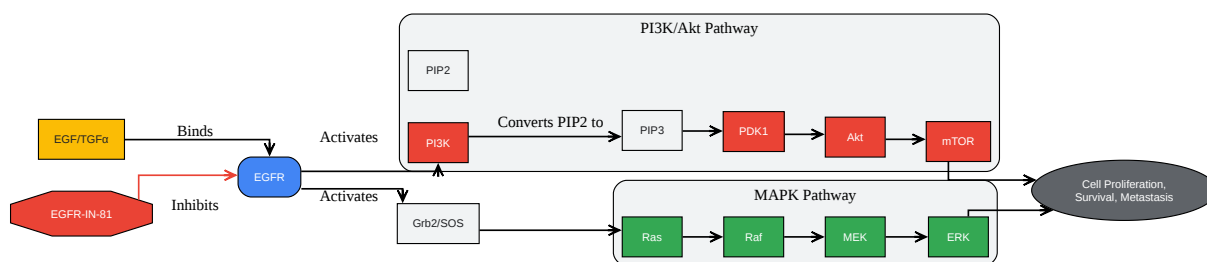 PI3K/Akt Pathway
PIP2
EGF/TGFα
Binds
Activates
PI3K
Converts PIP2 to
PIP3
PDK1
Akt
mTOR
EGFR
EGFR-IN-81
Inhibits
Activates
Grb2/SOS
MAPK Pathway
Ras
Raf
MEK
ERK
Cell Proliferation,
Survival, Metastasis